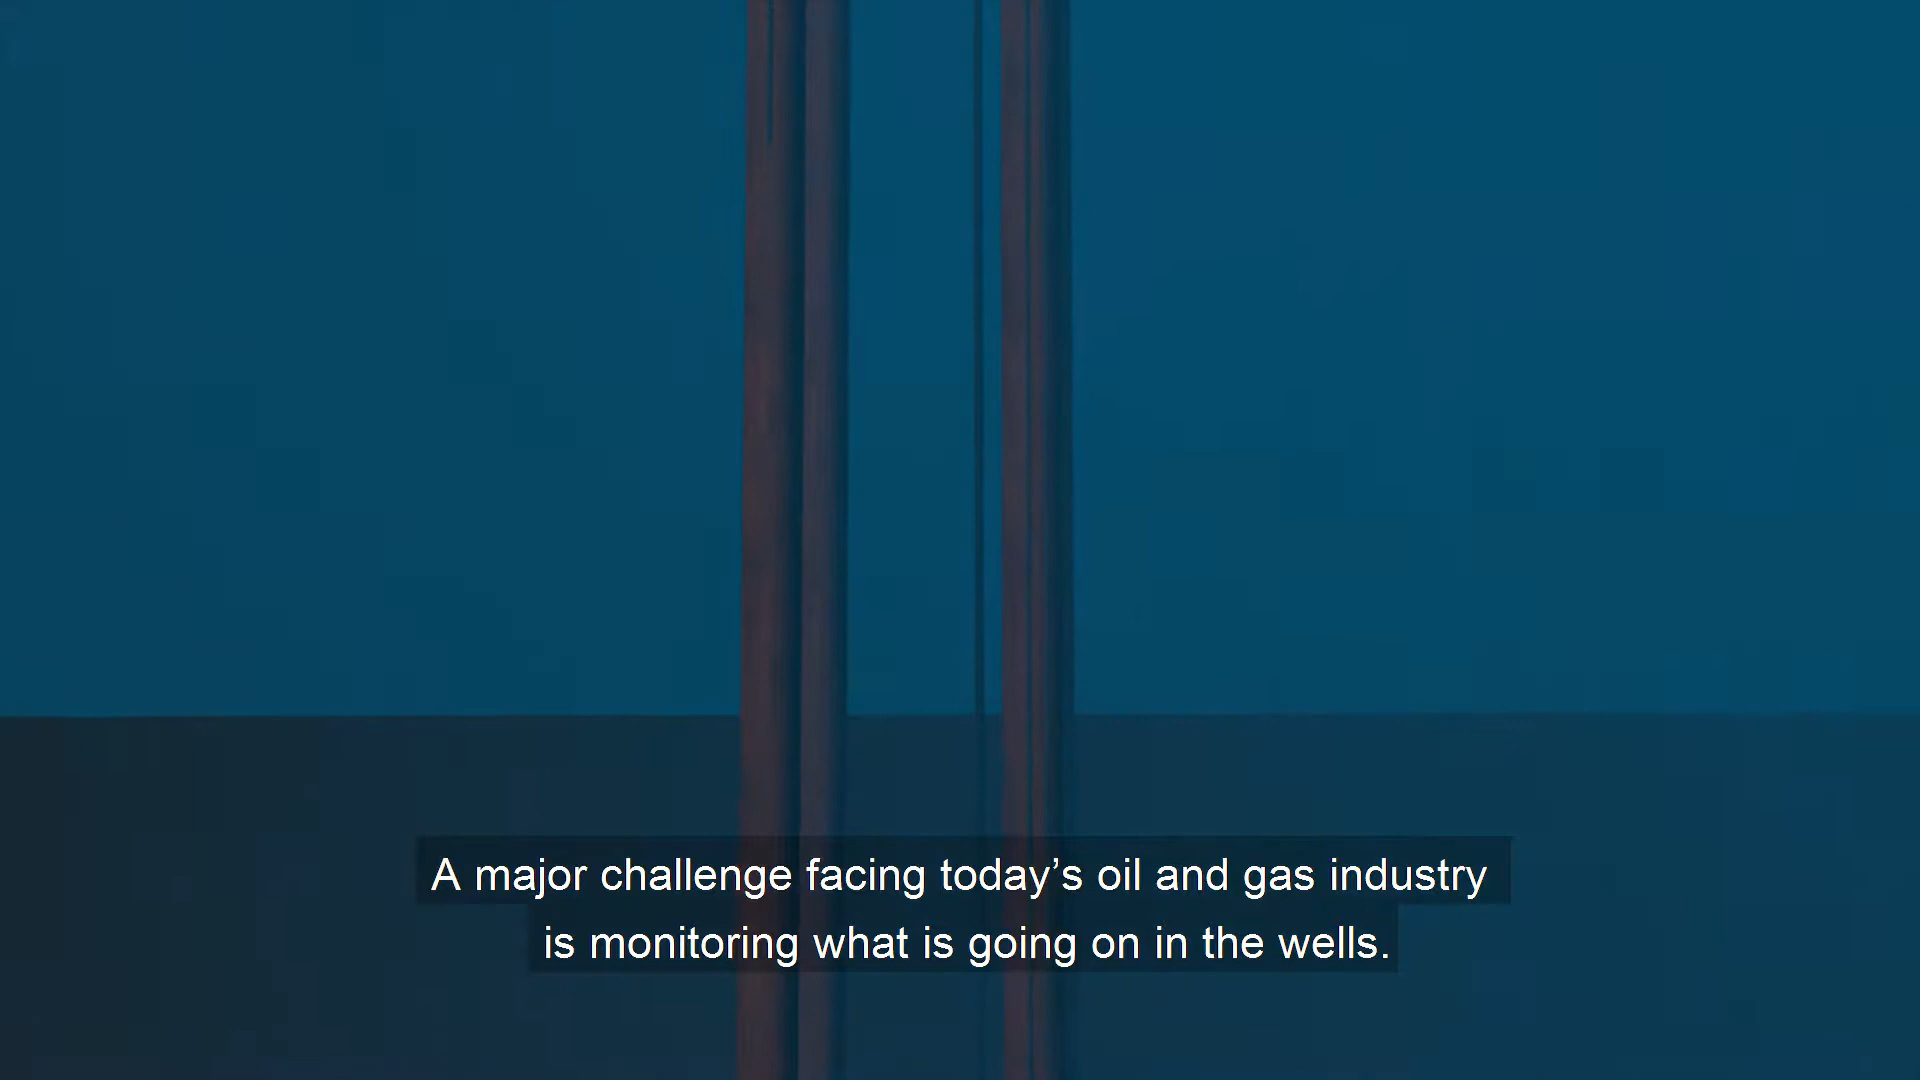 A major challenge facing today’s oil and gas industry
is monitoring what is going on in the wells.